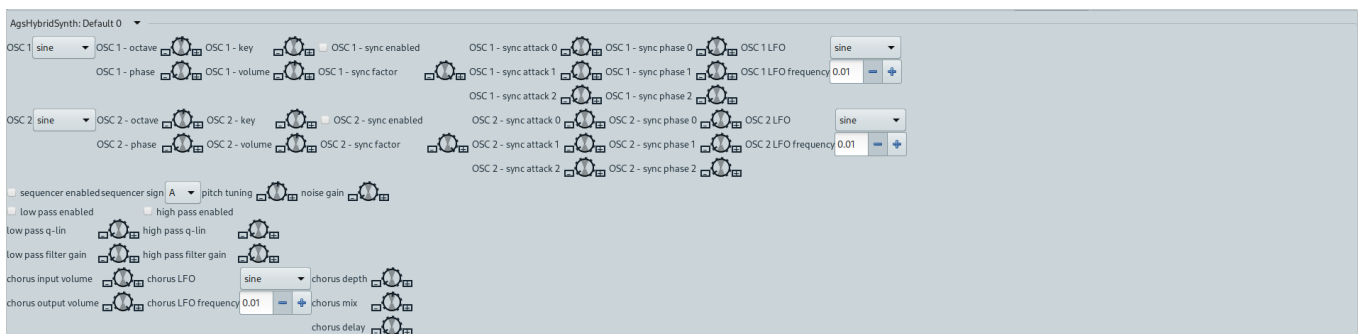 AgsHybridSynth: Default 0
OSC 1 sine OSC 1 - octave OSC 1 - key OSC 1 - sync enabled OSC 1 - sync attack 0 OSC 1 - sync phase 0 OSC 1 LFO sine
OSC 1 - phase OSC 1 - volume OSC 1 - sync factor OSC 1 - sync attack 1 OSC 1 - sync phase 1 OSC 1 LFO frequency 0.01
OSC 1 - sync attack 2 OSC 1 - sync phase 2
OSC 2 sine OSC 2 - octave OSC 2 - key OSC 2 - sync enabled OSC 2 - sync attack 0 OSC 2 - sync phase 0 OSC 2 LFO sine
OSC 2 - phase OSC 2 - volume OSC 2 - sync factor OSC 2 - sync attack 1 OSC 2 - sync phase 1 OSC 2 LFO frequency 0.01
OSC 2 - sync attack 2 OSC 2 - sync phase 2
sequencer enabled sequencer sign A pitch tuning noise gain
low pass enabled high pass enabled
low pass q-lin high pass q-lin
low pass filter gain high pass filter gain
chorus input volume chorus LFO sine chorus depth
chorus output volume chorus LFO frequency 0.01 chorus mix
chorus delay